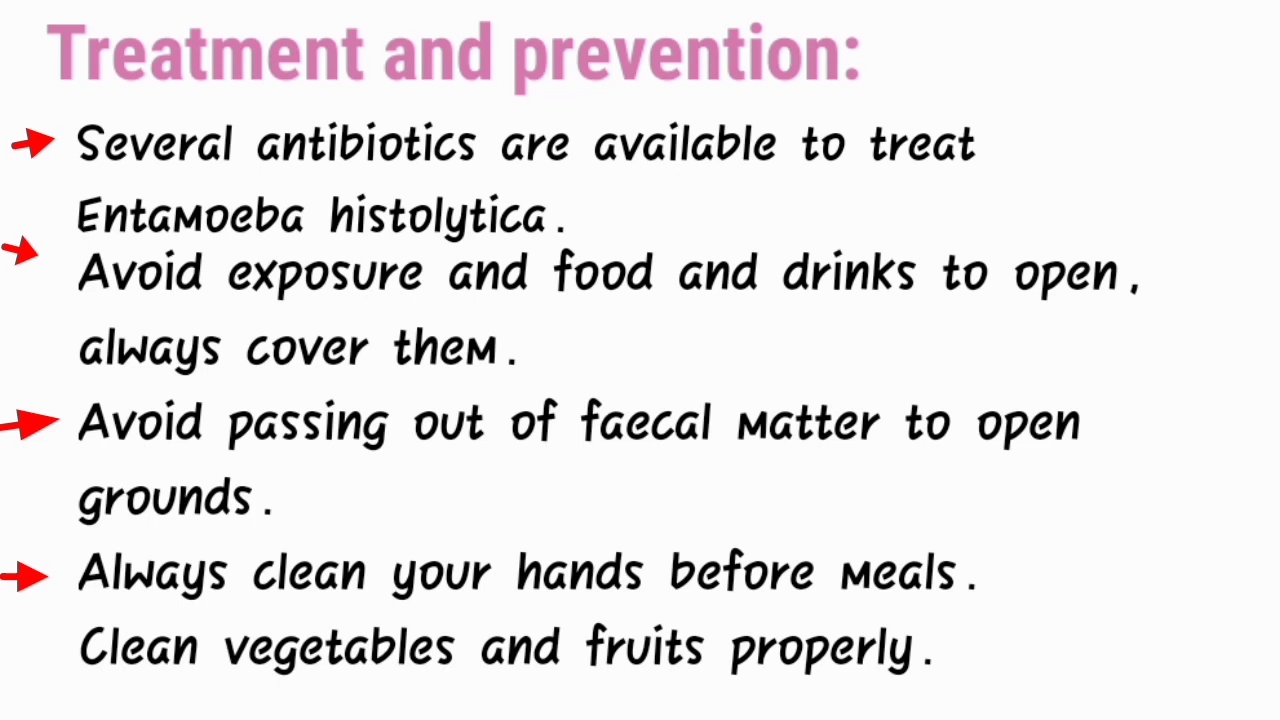 Treatment and prevention:
Several antibiotics are available to treat
Entamoeba histolytica.
Avoid exposure and food and drinks to open,
always cover them.
Avoid passing out of faecal matter to open
grounds.
Always clean your hands before meals.
Clean vegetables and fruits properly.